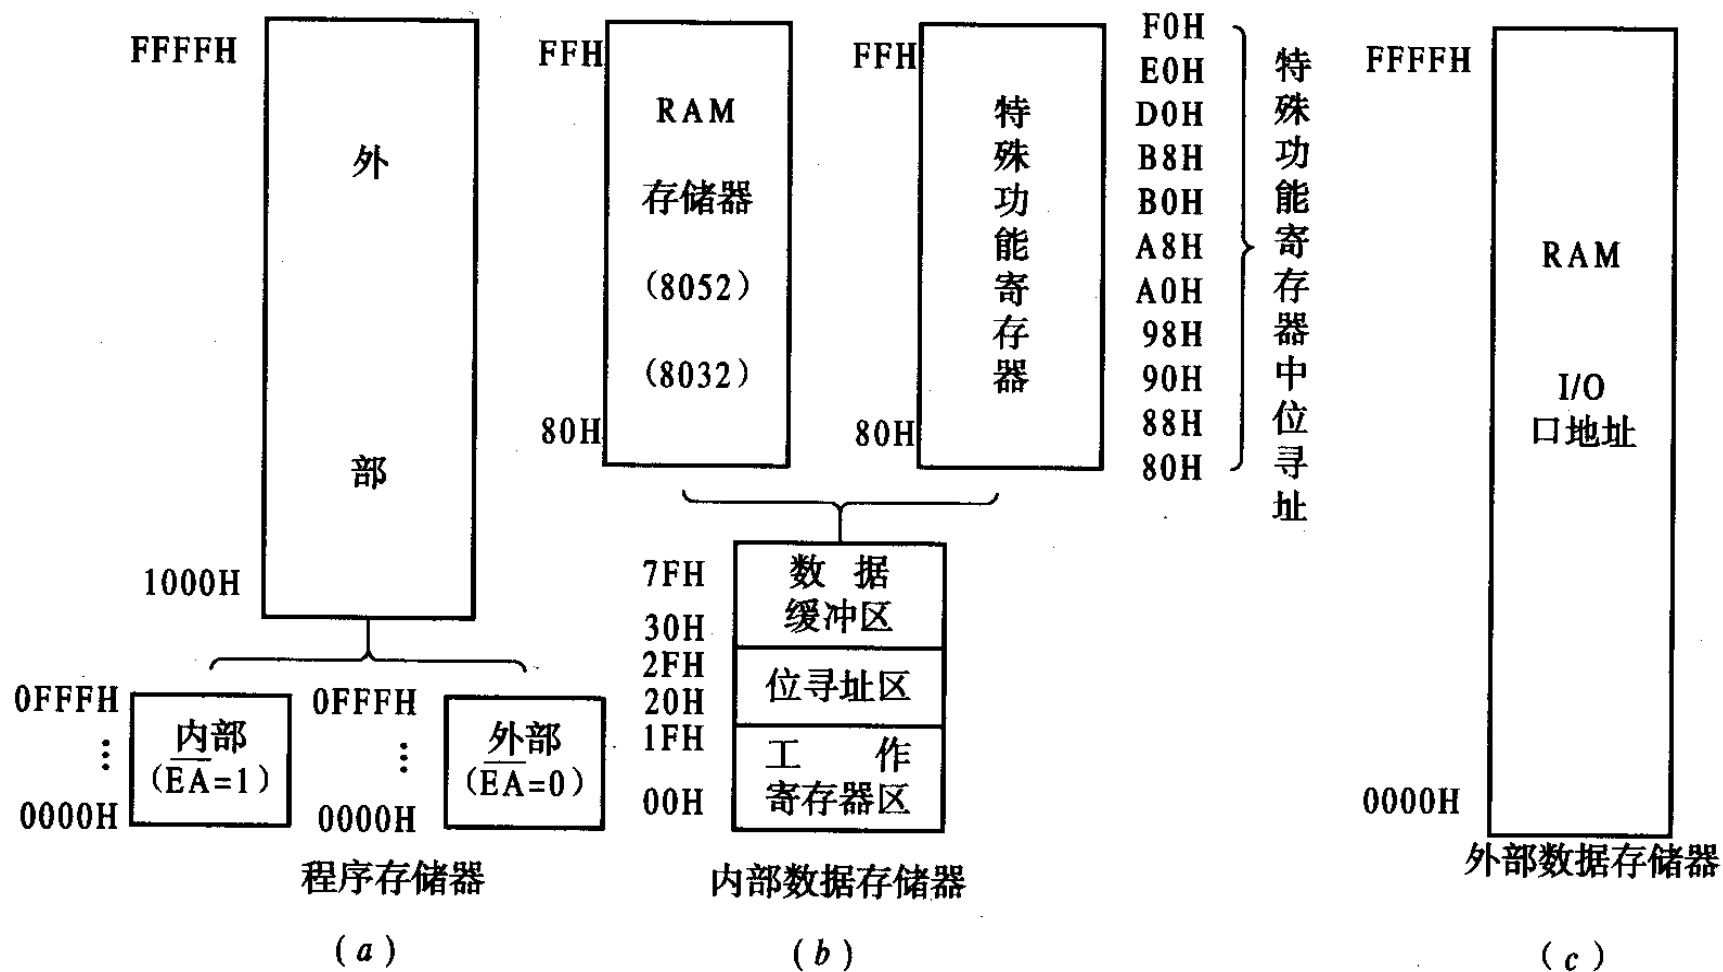 FFFFH
外
部
1000H
0FFFH
⋮
0000H
内部
(EA=1)
0FFFH
⋮
0000H
外部
(EA=0)
程序存储器
(a)
FFH
RAM
存储器
(8052)
(8032)
80H
FFH
特殊功能寄存器
80H
F0H
E0H
D0H
B8H
B0H
A8H
A0H
98H
90H
88H
80H
特殊功能寄存器中位寻址
7FH
数据
缓冲区
30H
2FH
位寻址区
20H
1FH
工作
寄存器区
00H
内部数据存储器
(b)
FFFFH
RAM
I/O
口地址
0000H
外部数据存储器
(c)